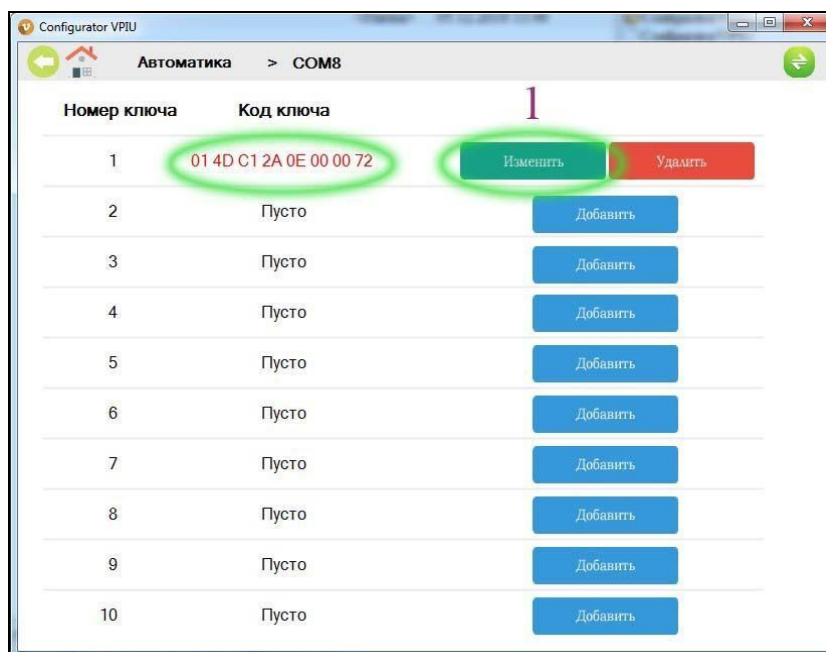 Configurator VPIU
Автоматика > COM8
Номер ключа Код ключа 1
1 01 4D C1 2A 0E 00 00 72 Изменить Удалить
2 Пусто Добавить
3 Пусто Добавить
4 Пусто Добавить
5 Пусто Добавить
6 Пусто Добавить
7 Пусто Добавить
8 Пусто Добавить
9 Пусто Добавить
10 Пусто Добавить